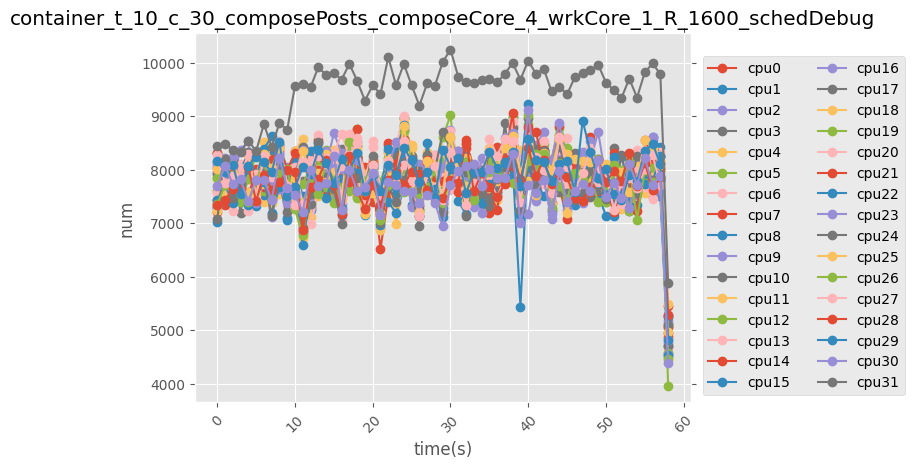 container_t_10_c_30_composePosts_composeCore_4_wrkCore_1_R_1600_schedDebug
10000
9000
8000
7000
6000
5000
4000
num
0
10
20
30
40
50
60
time(s)
cpu0
cpu1
cpu2
cpu3
cpu4
cpu5
cpu6
cpu7
cpu8
cpu9
cpu10
cpu11
cpu12
cpu13
cpu14
cpu15
cpu16
cpu17
cpu18
cpu19
cpu20
cpu21
cpu22
cpu23
cpu24
cpu25
cpu26
cpu27
cpu28
cpu29
cpu30
cpu31